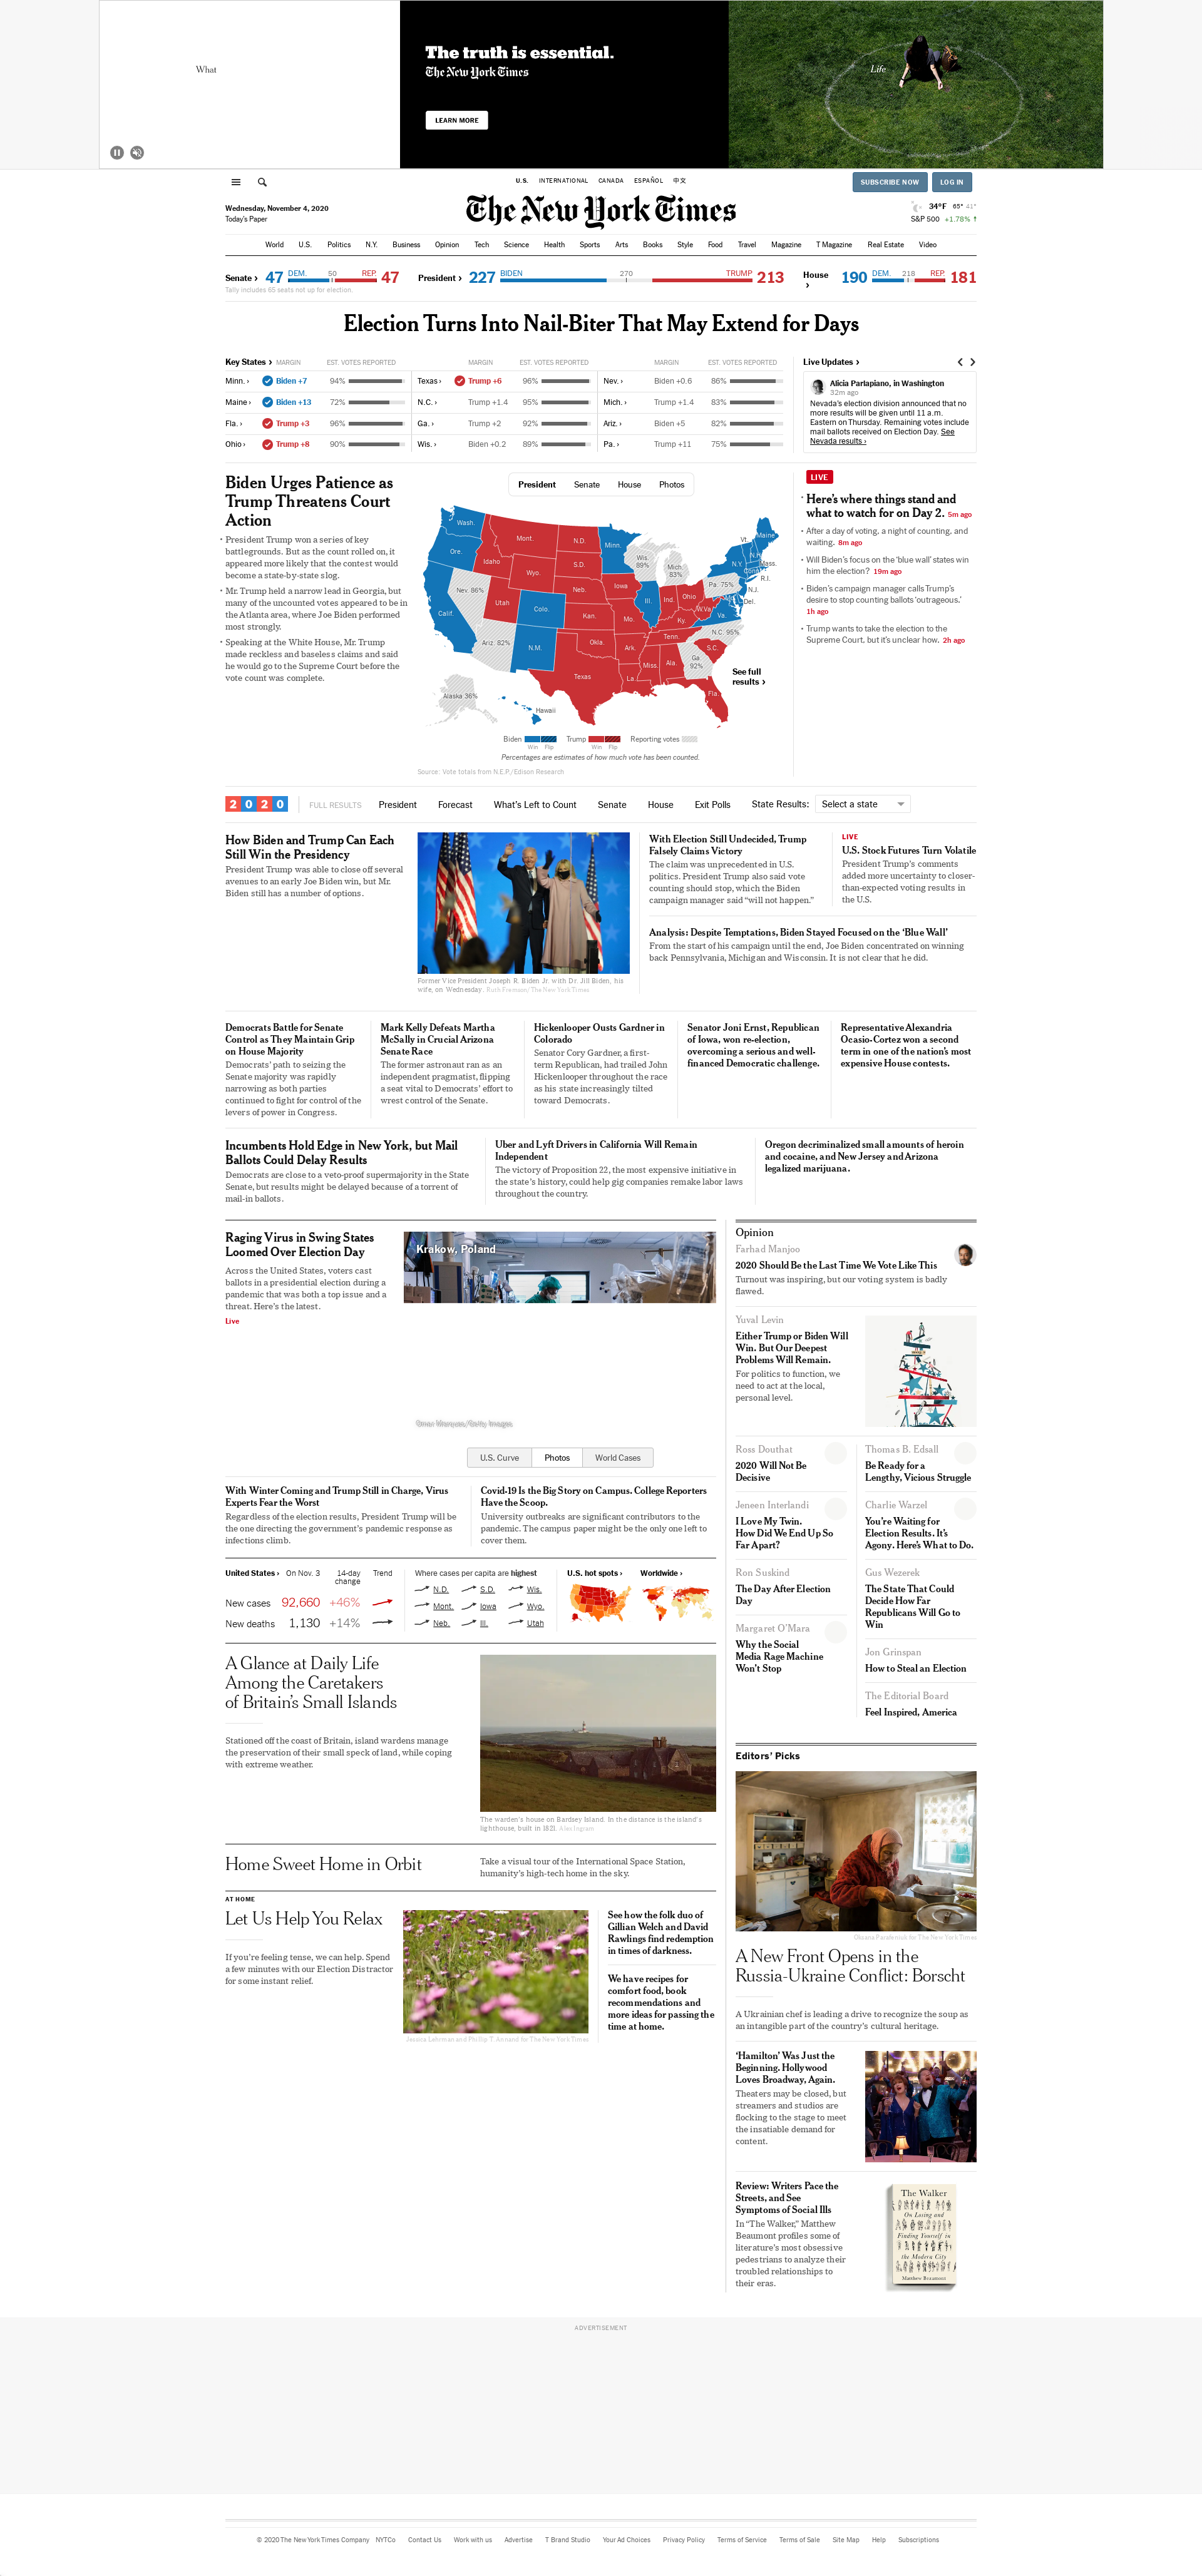 What
The truth is essential.
The New York Times
LEARN MORE
Life
U.S. INTERNATIONAL CANADA ESPAÑOL 中文
SUBSCRIBE NOW LOG IN
Wednesday, November 4, 2020
Today's Paper
The New York Times
34°F 65° 41°
S&P 500 +1.78% ↑
World U.S. Politics N.Y. Business Opinion Tech Science Health Sports Arts Books Style Food Travel Magazine T Magazine Real Estate Video
Senate › 47 DEM. 50 REP. 47
Tally includes 65 seats not up for election.
President › 227 BIDEN 270 TRUMP 213
House › 190 DEM. 218 REP. 181
Election Turns Into Nail-Biter That May Extend for Days
Key States › MARGIN EST. VOTES REPORTED MARGIN EST. VOTES REPORTED MARGIN EST. VOTES REPORTED
Minn. › Biden +7 94% Texas › Trump +6 96% Nev. › Biden +0.6 86%
Maine › Biden +13 72% N.C. › Trump +1.4 95% Mich. › Trump +1.4 83%
Fla. › Trump +3 96% Ga. › Trump +2 92% Ariz. › Biden +5 82%
Ohio › Trump +8 90% Wis. › Biden +0.2 89% Pa. › Trump +11 75%
Live Updates ›
Alicia Parlapiano, in Washington
32m ago
Nevada's election division announced that no
more results will be given until 11 a.m.
Eastern on Thursday. Remaining votes include
mail ballots received on Election Day. See
Nevada results ›
Biden Urges Patience as
Trump Threatens Court
Action
• President Trump won a series of key
battlegrounds. But as the count rolled on, it
appeared more likely that the contest would
become a state-by-state slog.
• Mr. Trump held a narrow lead in Georgia, but
many of the uncounted votes appeared to be in
the Atlanta area, where Joe Biden performed
most strongly.
• Speaking at the White House, Mr. Trump
made reckless and baseless claims and said
he would go to the Supreme Court before the
vote count was complete.
President Senate House Photos
Wash.
Ore.
Calif.
Idaho
Nev. 86%
Utah
Ariz. 82%
Mont.
Wyo.
Colo.
N.M.
N.D.
S.D.
Neb.
Kan.
Okla.
Texas
Minn.
Iowa
Mo.
Ark.
La.
Wis.
89%
Ill.
Mich.
83%
Ind.
Ohio
Ky.
Tenn.
Miss.
Ala.
Ga.
92%
Fla.
S.C.
N.C. 95%
Va.
W.Va.
Pa. 75%
N.Y.
Vt.
N.H.
Maine
Mass.
Conn.
R.I.
N.J.
Del.
Alaska 36%
Hawaii
See full
results ›
Biden Trump Reporting votes
Win Flip Win Flip
Percentages are estimates of how much vote has been counted.
Source: Vote totals from N.E.P./Edison Research
LIVE
• Here's where things stand and
what to watch for on Day 2. 5m ago
• After a day of voting, a night of counting, and
waiting. 8m ago
• Will Biden's focus on the 'blue wall' states win
him the election? 19m ago
• Biden's campaign manager calls Trump's
desire to stop counting ballots 'outrageous.'
1h ago
• Trump wants to take the election to the
Supreme Court, but it's unclear how. 2h ago
2020 FULL RESULTS President Forecast What's Left to Count Senate House Exit Polls State Results: Select a state
How Biden and Trump Can Each
Still Win the Presidency
President Trump was able to close off several
avenues to an early Joe Biden win, but Mr.
Biden still has a number of options.
Former Vice President Joseph R. Biden Jr. with Dr. Jill Biden, his
wife, on Wednesday. Ruth Fremson/The New York Times
With Election Still Undecided, Trump
Falsely Claims Victory
The claim was unprecedented in U.S.
politics. President Trump also said vote
counting should stop, which the Biden
campaign manager said "will not happen."
LIVE
U.S. Stock Futures Turn Volatile
President Trump's comments
added more uncertainty to closer-
than-expected voting results in
the U.S.
Analysis: Despite Temptations, Biden Stayed Focused on the 'Blue Wall'
From the start of his campaign until the end, Joe Biden concentrated on winning
back Pennsylvania, Michigan and Wisconsin. It is not clear that he did.
Democrats Battle for Senate
Control as They Maintain Grip
on House Majority
Democrats' path to seizing the
Senate majority was rapidly
narrowing as both parties
continued to fight for control of the
levers of power in Congress.
Mark Kelly Defeats Martha
McSally in Crucial Arizona
Senate Race
The former astronaut ran as an
independent pragmatist, flipping
a seat vital to Democrats' effort to
wrest control of the Senate.
Hickenlooper Ousts Gardner in
Colorado
Senator Cory Gardner, a first-
term Republican, had trailed John
Hickenlooper throughout the race
as his state increasingly tilted
toward Democrats.
Senator Joni Ernst, Republican
of Iowa, won re-election,
overcoming a serious and well-
financed Democratic challenge.
Representative Alexandria
Ocasio-Cortez won a second
term in one of the nation's most
expensive House contests.
Incumbents Hold Edge in New York, but Mail
Ballots Could Delay Results
Democrats are close to a veto-proof supermajority in the State
Senate, but results might be delayed because of a torrent of
mail-in ballots.
Uber and Lyft Drivers in California Will Remain
Independent
The victory of Proposition 22, the most expensive initiative in
the state's history, could help gig companies remake labor laws
throughout the country.
Oregon decriminalized small amounts of heroin
and cocaine, and New Jersey and Arizona
legalized marijuana.
Raging Virus in Swing States
Loomed Over Election Day
Across the United States, voters cast
ballots in a presidential election during a
pandemic that was both a top issue and a
threat. Here's the latest.
Live
Krakow, Poland
Omar Marques/Getty Images
U.S. Curve Photos World Cases
With Winter Coming and Trump Still in Charge, Virus
Experts Fear the Worst
Regardless of the election results, President Trump will be
the one directing the government's pandemic response as
infections climb.
Covid-19 Is the Big Story on Campus. College Reporters
Have the Scoop.
University outbreaks are significant contributors to the
pandemic. The campus paper might be the only one left to
cover them.
United States › On Nov. 3 14-day
change Trend
New cases 92,660 +46%
New deaths 1,130 +14%
Where cases per capita are highest
N.D. S.D. Wis.
Mont. Iowa Wyo.
Neb. Ill. Utah
U.S. hot spots › Worldwide ›
A Glance at Daily Life
Among the Caretakers
of Britain's Small Islands
Stationed off the coast of Britain, island wardens manage
the preservation of their small speck of land, while coping
with extreme weather.
The warden's house on Bardsey Island. In the distance is the island's
lighthouse, built in 1821. Alex Ingram
Home Sweet Home in Orbit
Take a visual tour of the International Space Station,
humanity's high-tech home in the sky.
AT HOME
Let Us Help You Relax
If you're feeling tense, we can help. Spend
a few minutes with our Election Distractor
for some instant relief.
Jessica Lehrman and Phillip T. Annand for The New York Times
See how the folk duo of
Gillian Welch and David
Rawlings find redemption
in times of darkness.
We have recipes for
comfort food, book
recommendations and
more ideas for passing the
time at home.
Opinion
Farhad Manjoo
2020 Should Be the Last Time We Vote Like This
Turnout was inspiring, but our voting system is badly
flawed.
Yuval Levin
Either Trump or Biden Will
Win. But Our Deepest
Problems Will Remain.
For politics to function, we
need to act at the local,
personal level.
Ross Douthat
2020 Will Not Be
Decisive
Jeneen Interlandi
I Love My Twin.
How Did We End Up So
Far Apart?
Ron Suskind
The Day After Election
Day
Margaret O'Mara
Why the Social
Media Rage Machine
Won't Stop
Thomas B. Edsall
Be Ready for a
Lengthy, Vicious Struggle
Charlie Warzel
You're Waiting for
Election Results. It's
Agony. Here's What to Do.
Gus Wezerek
The State That Could
Decide How Far
Republicans Will Go to
Win
Jon Grinspan
How to Steal an Election
The Editorial Board
Feel Inspired, America
Editors' Picks
Oksana Parafeniuk for The New York Times
A New Front Opens in the
Russia-Ukraine Conflict: Borscht
A Ukrainian chef is leading a drive to recognize the soup as
an intangible part of the country's cultural heritage.
'Hamilton' Was Just the
Beginning. Hollywood
Loves Broadway, Again.
Theaters may be closed, but
streamers and studios are
flocking to the stage to meet
the insatiable demand for
content.
Review: Writers Pace the
Streets, and See
Symptoms of Social Ills
In "The Walker," Matthew
Beaumont profiles some of
literature's most obsessive
pedestrians to analyze their
troubled relationships to
their eras.
The Walker
On Losing and
Finding Yourself in
the Modern City
Matthew Beaumont
ADVERTISEMENT
© 2020 The New York Times Company NYTCo Contact Us Work with us Advertise T Brand Studio Your Ad Choices Privacy Policy Terms of Service Terms of Sale Site Map Help Subscriptions